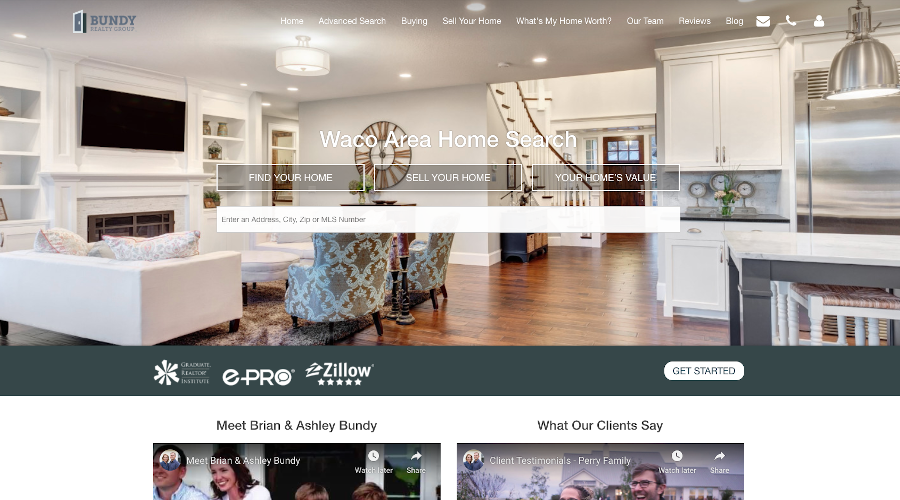 BUNDY
REALTY GROUP
Home Advanced Search Buying Sell Your Home What's My Home Worth? Our Team Reviews Blog
Waco Area Home Search
FIND YOUR HOME SELL YOUR HOME YOUR HOME'S VALUE
Enter an Address, City, Zip or MLS Number
GRADUATE,
REALTOR®
INSTITUTE
e-PRO®
Zillow®
GET STARTED
Meet Brian & Ashley Bundy
What Our Clients Say
Meet Brian & Ashley Bundy
Watch later Share
Client Testimonials - Perry Family
Watch later Share